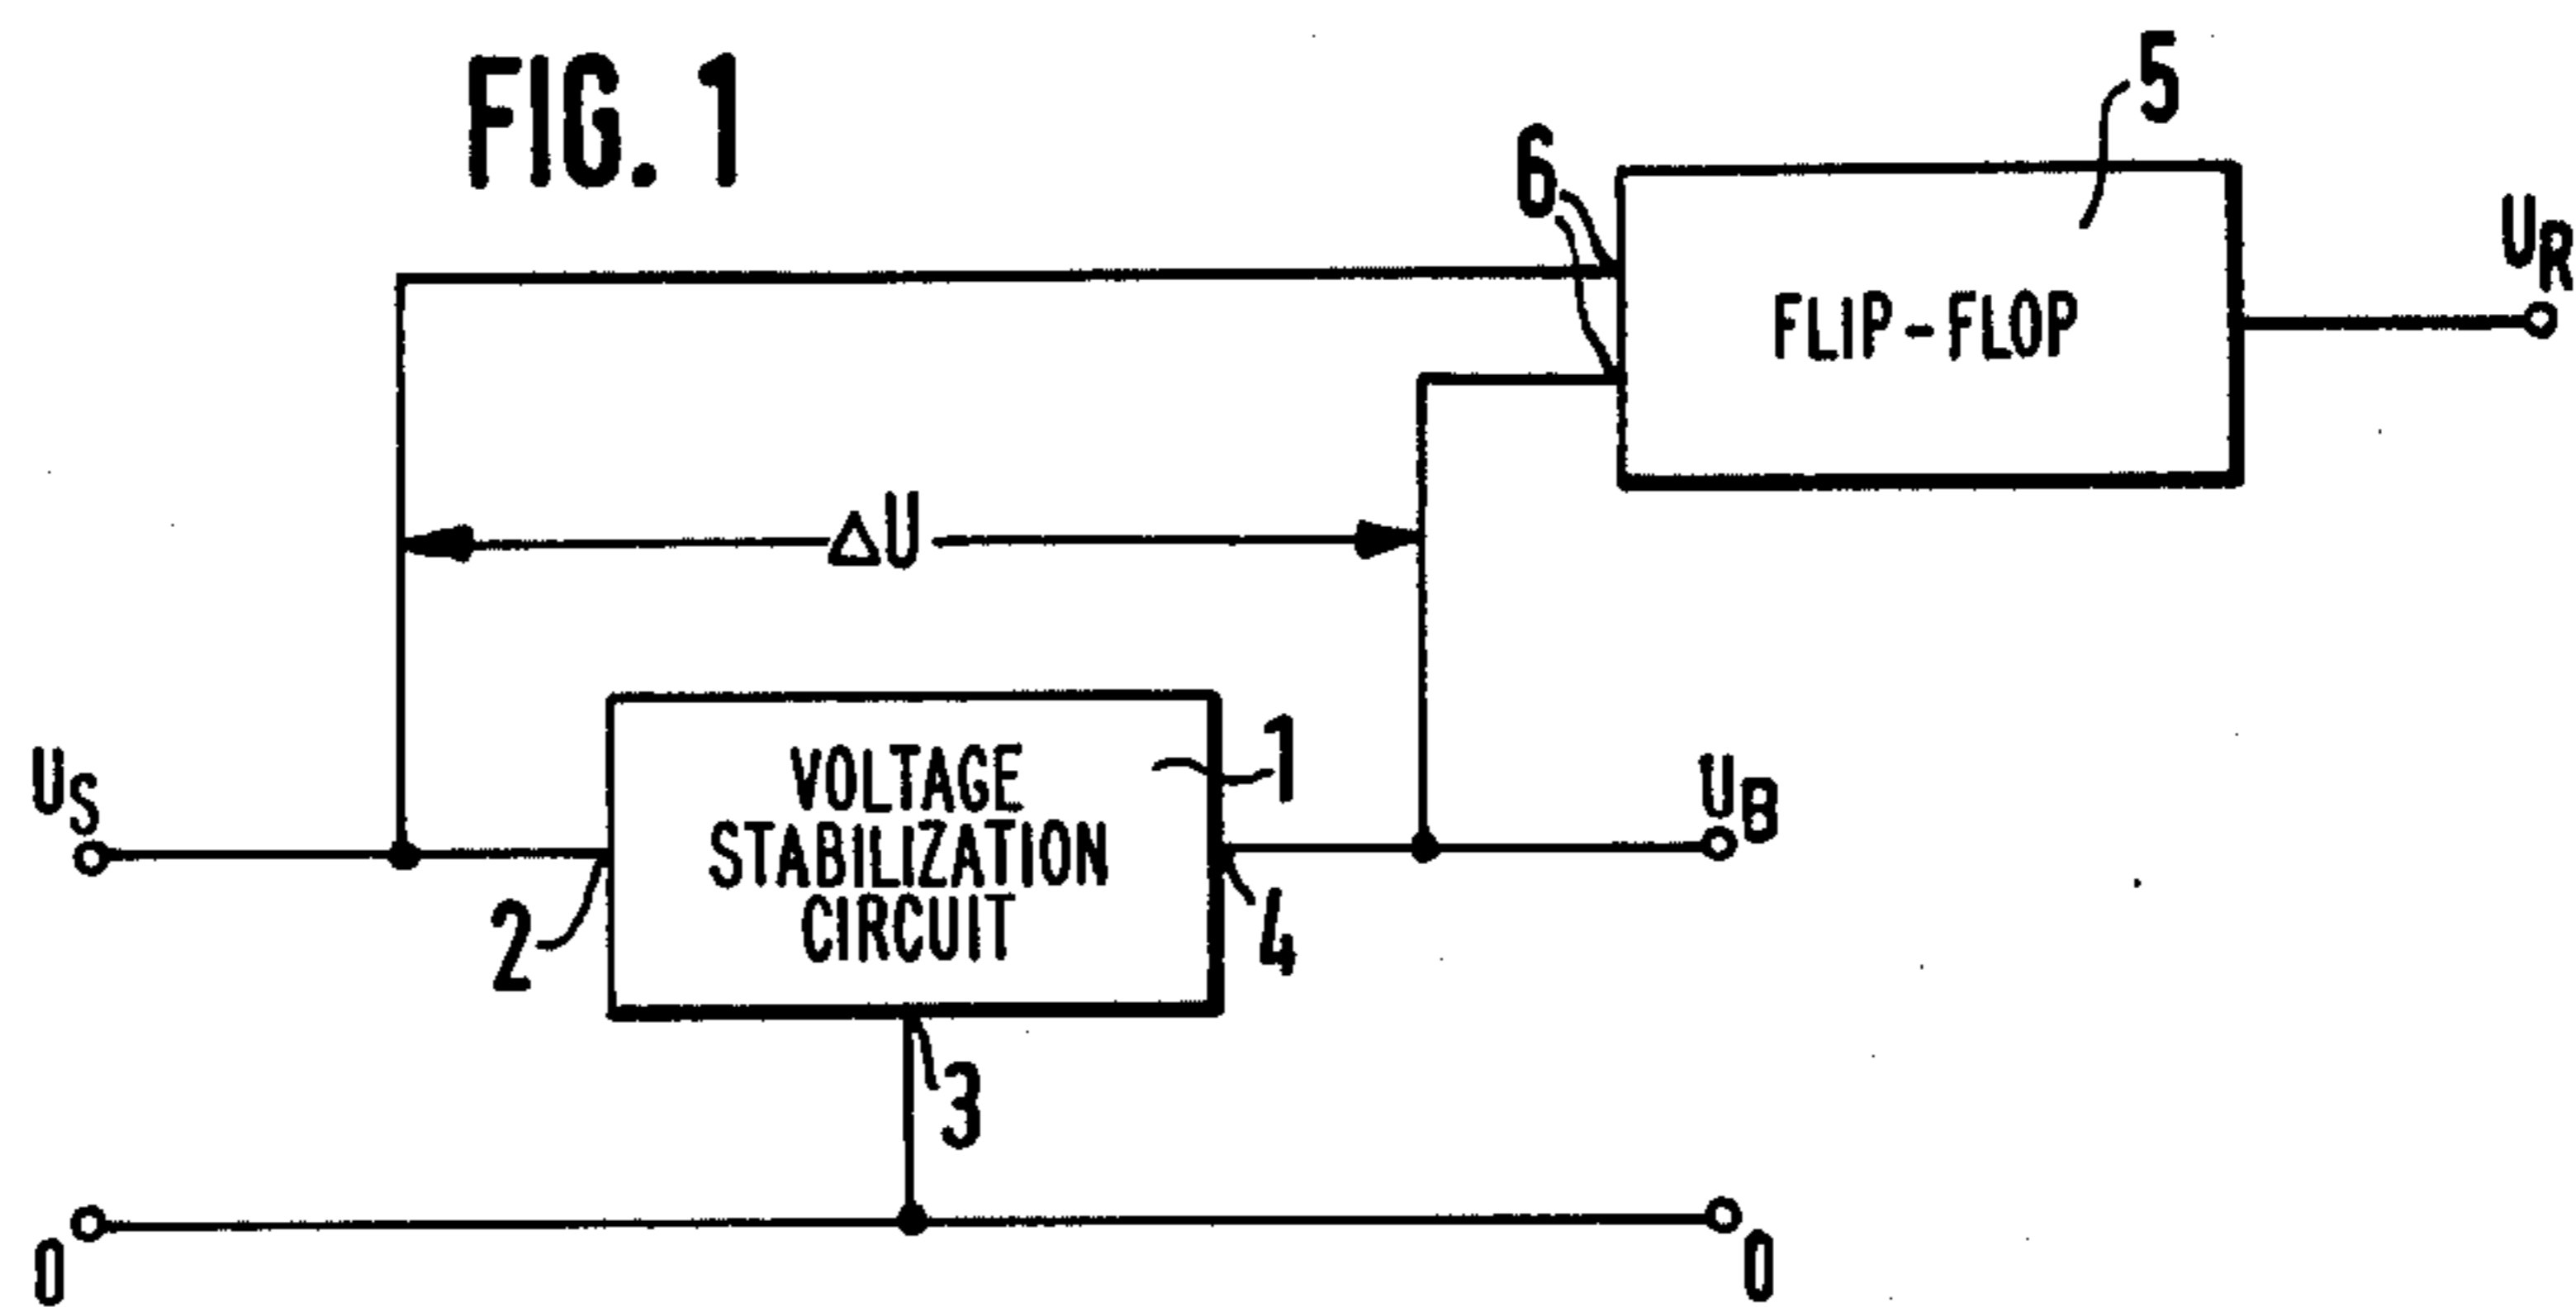 FIG. 1
5
6
UR
FLIP-FLOP
ΔU
US
VOLTAGE
STABILIZATION
CIRCUIT
1
UB
2
4
3
0
0